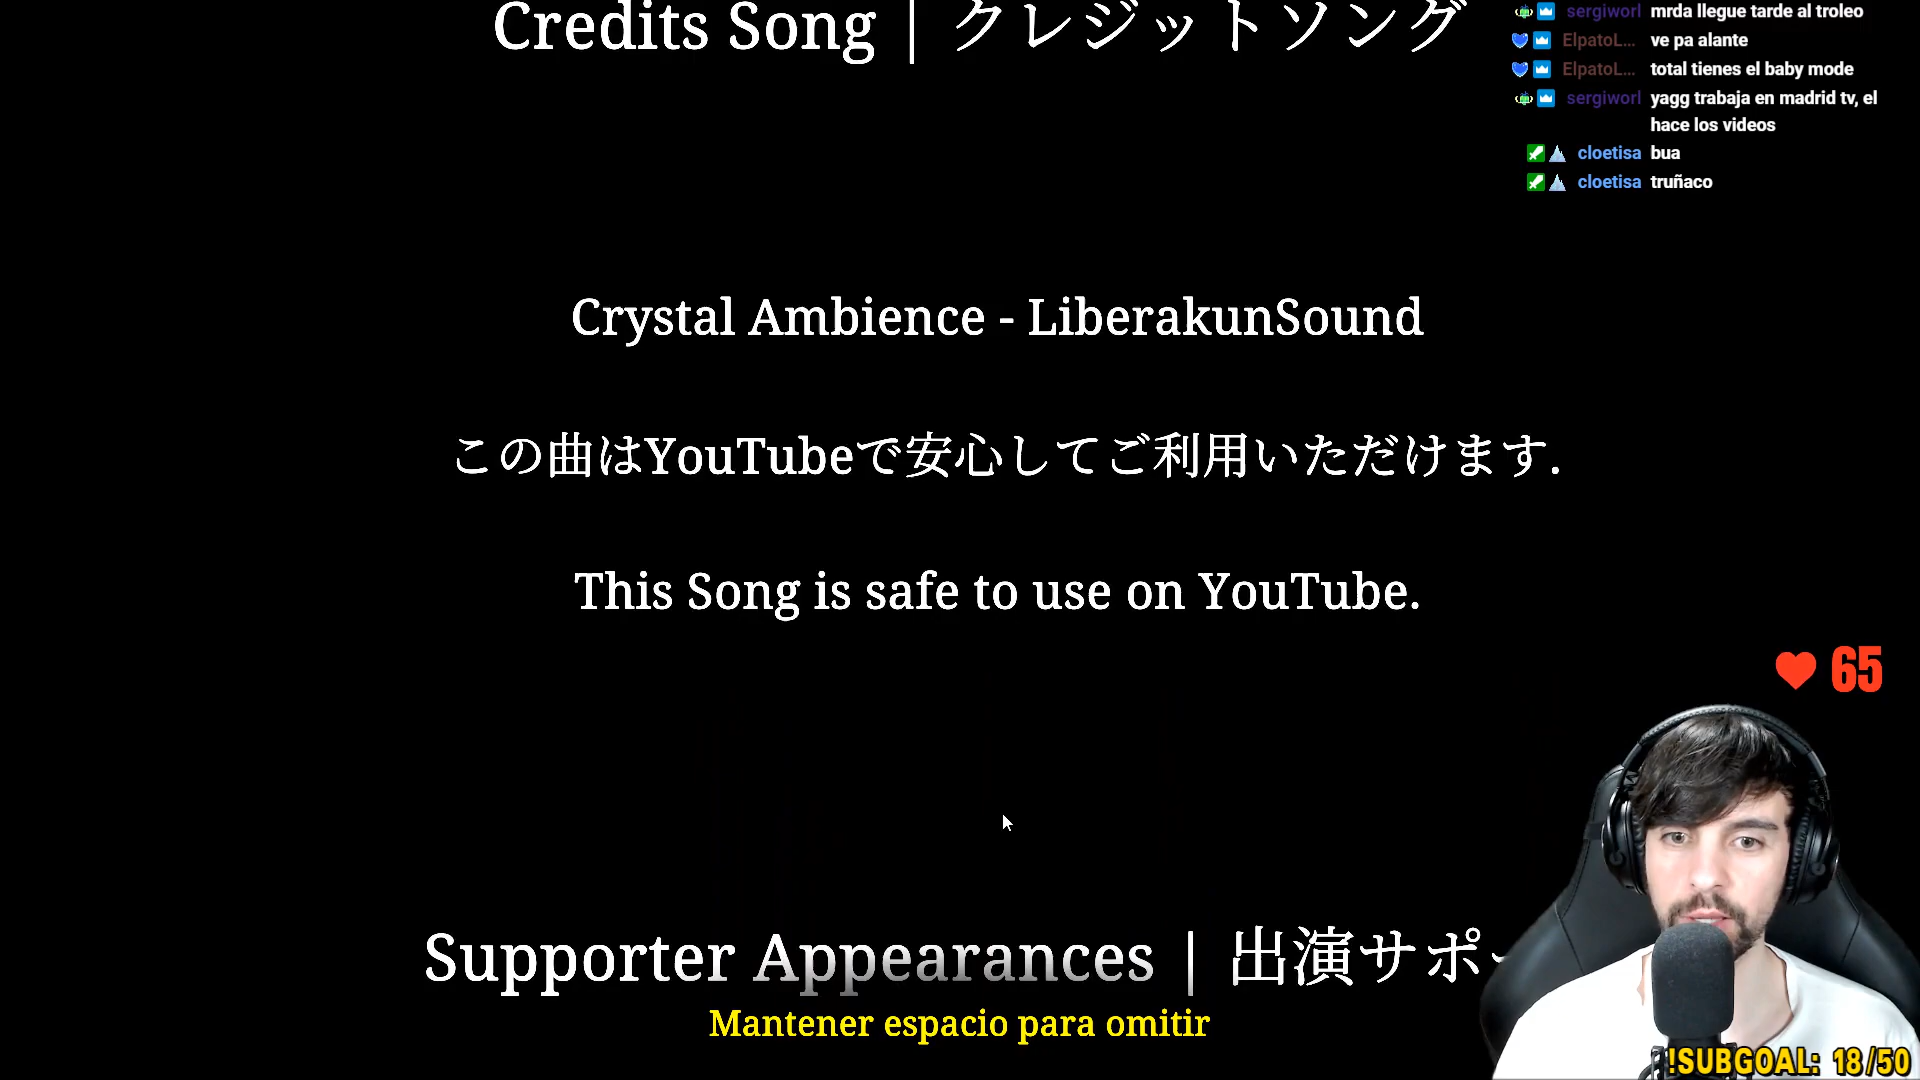 Credits Song | クレジットソング
Crystal Ambience - LiberakunSound
この曲はYouTubeで安心してご利用いただけます.
This Song is safe to use on YouTube.
Supporter Appearances | 出演サポ
Mantener espacio para omitir
sergiworl mrda llegue tarde al troleo
ElpatoL... ve pa alante
ElpatoL... total tienes el baby mode
sergiworl yagg trabaja en madrid tv, el
hace los videos
cloetisa bua
cloetisa truñaco
65
!SUBGOAL: 18/50